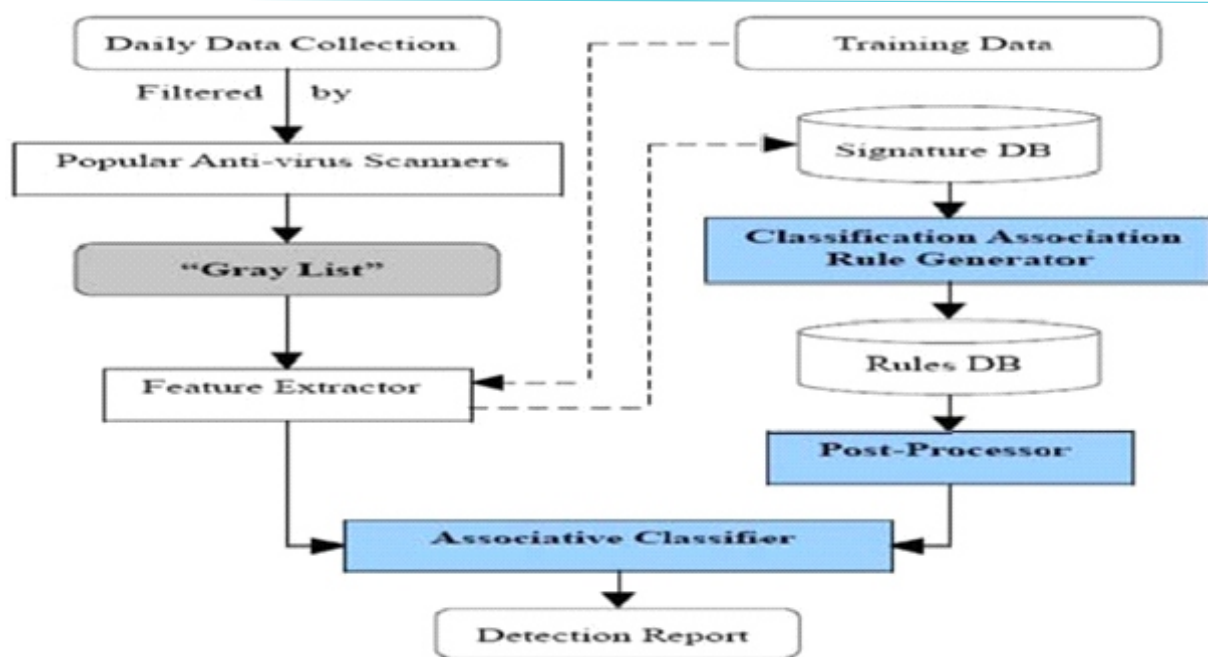 Daily Data Collection
Training Data
Filtered by
Popular Anti-virus Scanners
Signature DB
Classification Association
Rule Generator
“Gray List”
Rules DB
Feature Extractor
Post-Processor
Associative Classifier
Detection Report